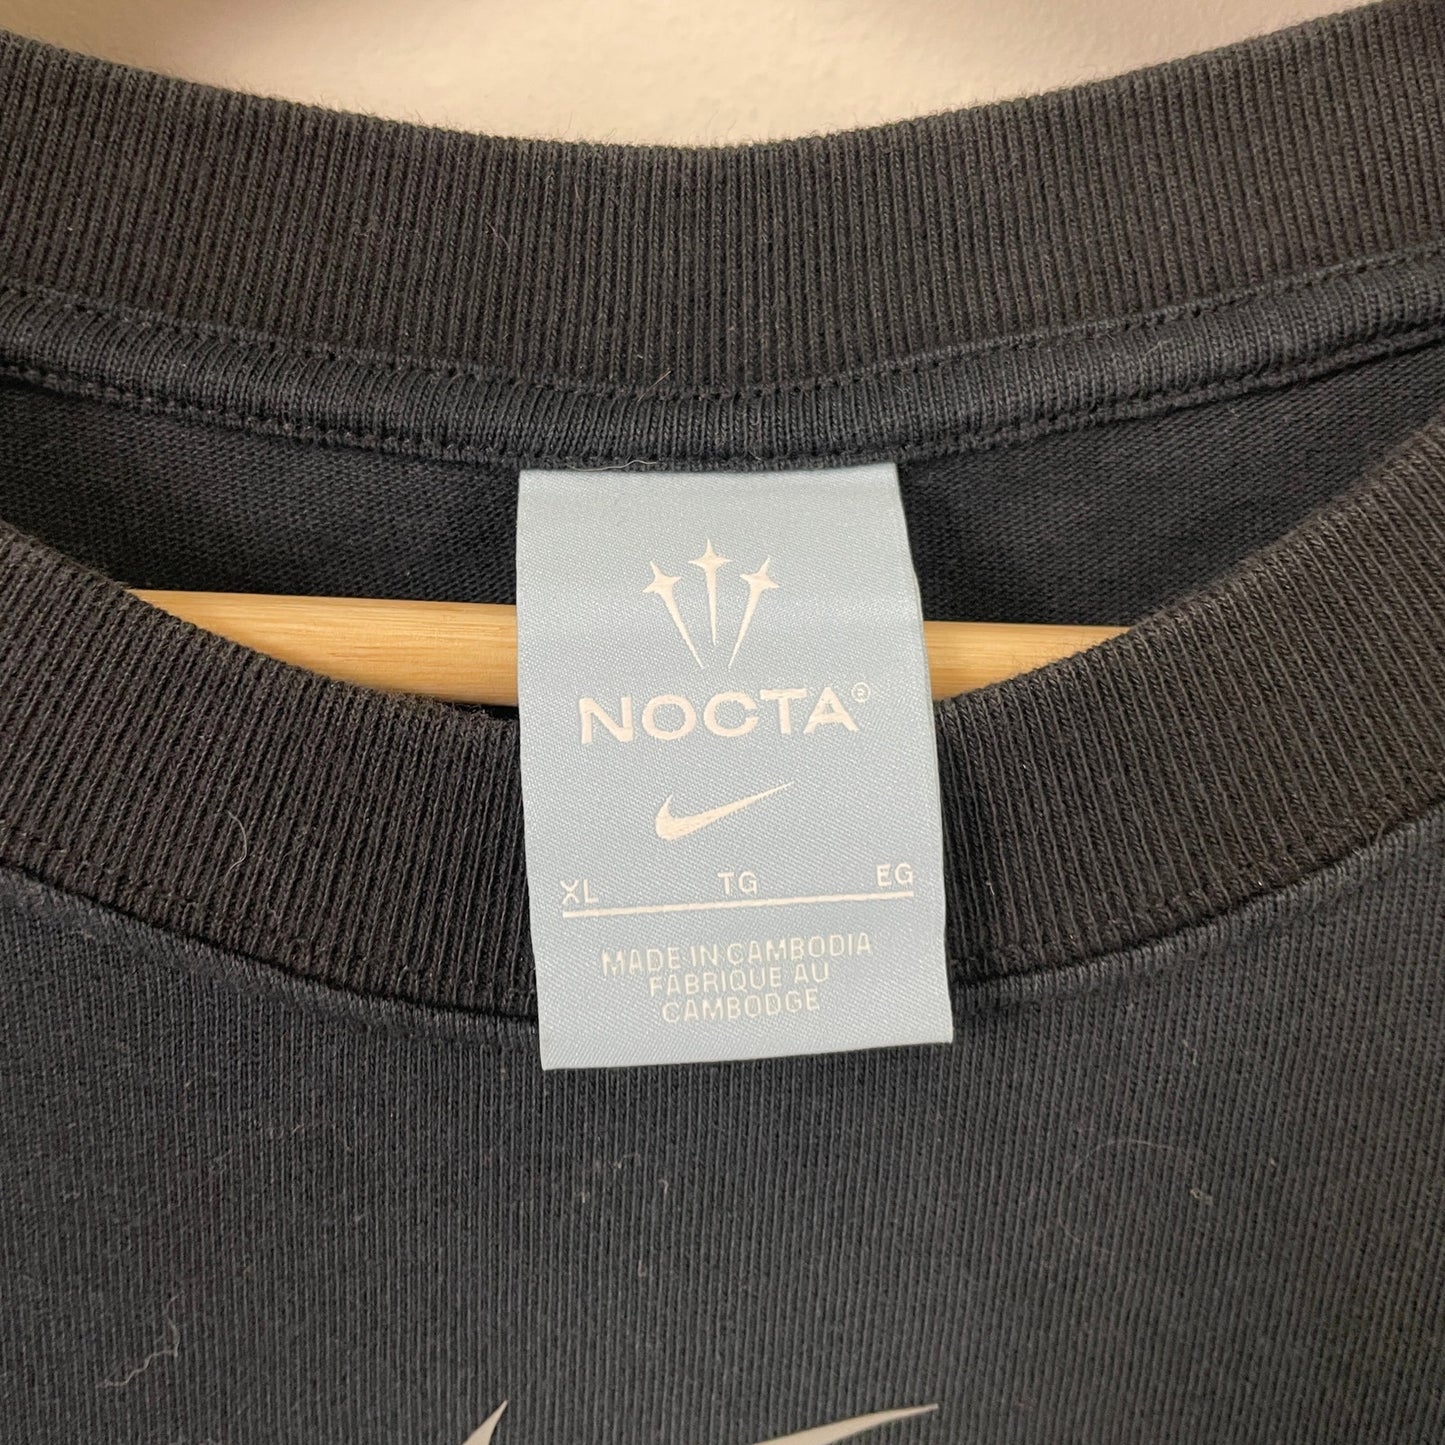 NOCTA®
XL TG EG
MADE IN CAMBODIA
FABRIQUE AU
CAMBODGE